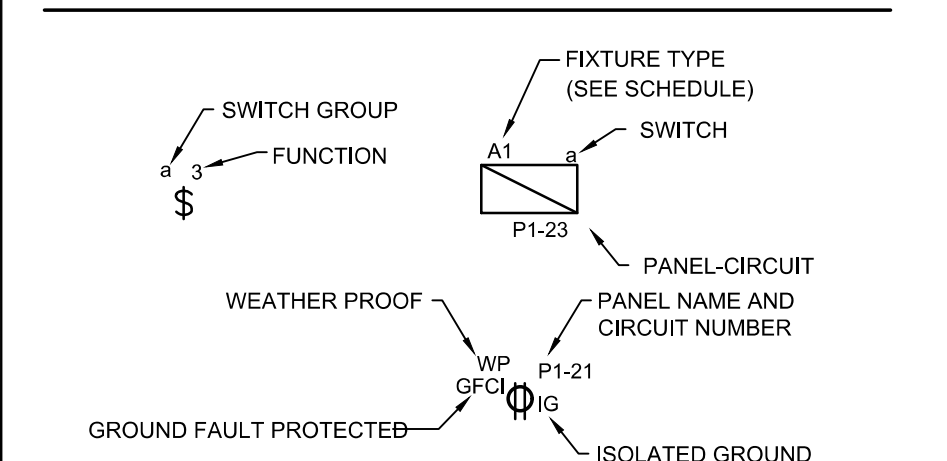 FIXTURE TYPE
(SEE SCHEDULE)
SWITCH GROUP
SWITCH
FUNCTION
a 3
$
A1
a
P1-23
PANEL-CIRCUIT
WEATHER PROOF
PANEL NAME AND
CIRCUIT NUMBER
WP
P1-21
GFCI
IG
GROUND FAULT PROTECTED
ISOLATED GROUND